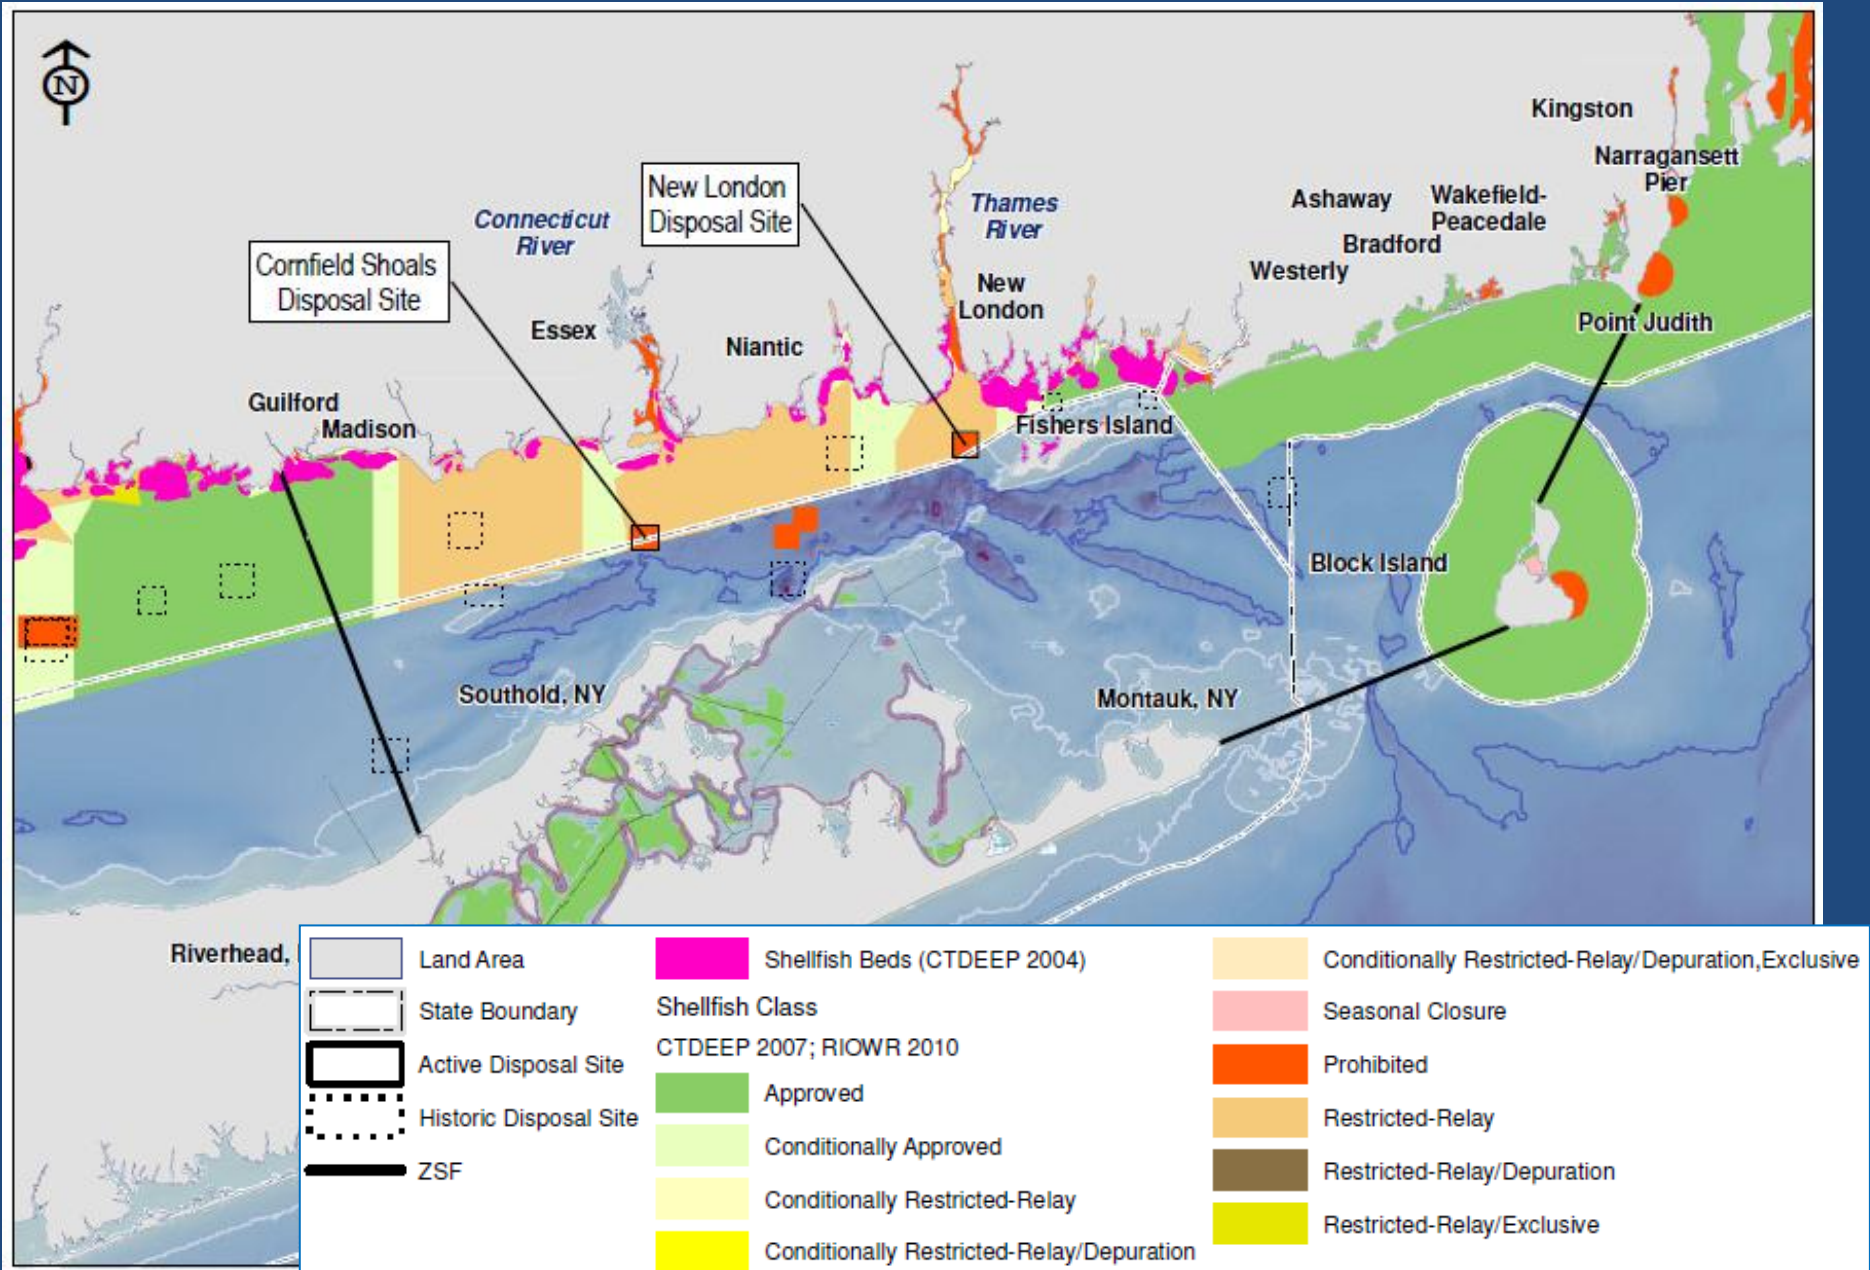 N
Kingston
Narragansett
Pier
New London
Disposal Site
Thames
River
Ashaway
Wakefield-
Peacedale
Connecticut
River
Bradford
Cornfield Shoals
Disposal Site
Westerly
New
London
Essex
Niantic
Point Judith
Guilford
Madison
Fishers Island
Block Island
Southold, NY
Montauk, NY
Riverhead,
Land Area
State Boundary
Active Disposal Site
Historic Disposal Site
ZSF
Shellfish Beds (CTDEEP 2004)
Shellfish Class
CTDEEP 2007; RIOWR 2010
Approved
Conditionally Approved
Conditionally Restricted-Relay
Conditionally Restricted-Relay/Depuration
Conditionally Restricted-Relay/Depuration,Exclusive
Seasonal Closure
Prohibited
Restricted-Relay
Restricted-Relay/Depuration
Restricted-Relay/Exclusive